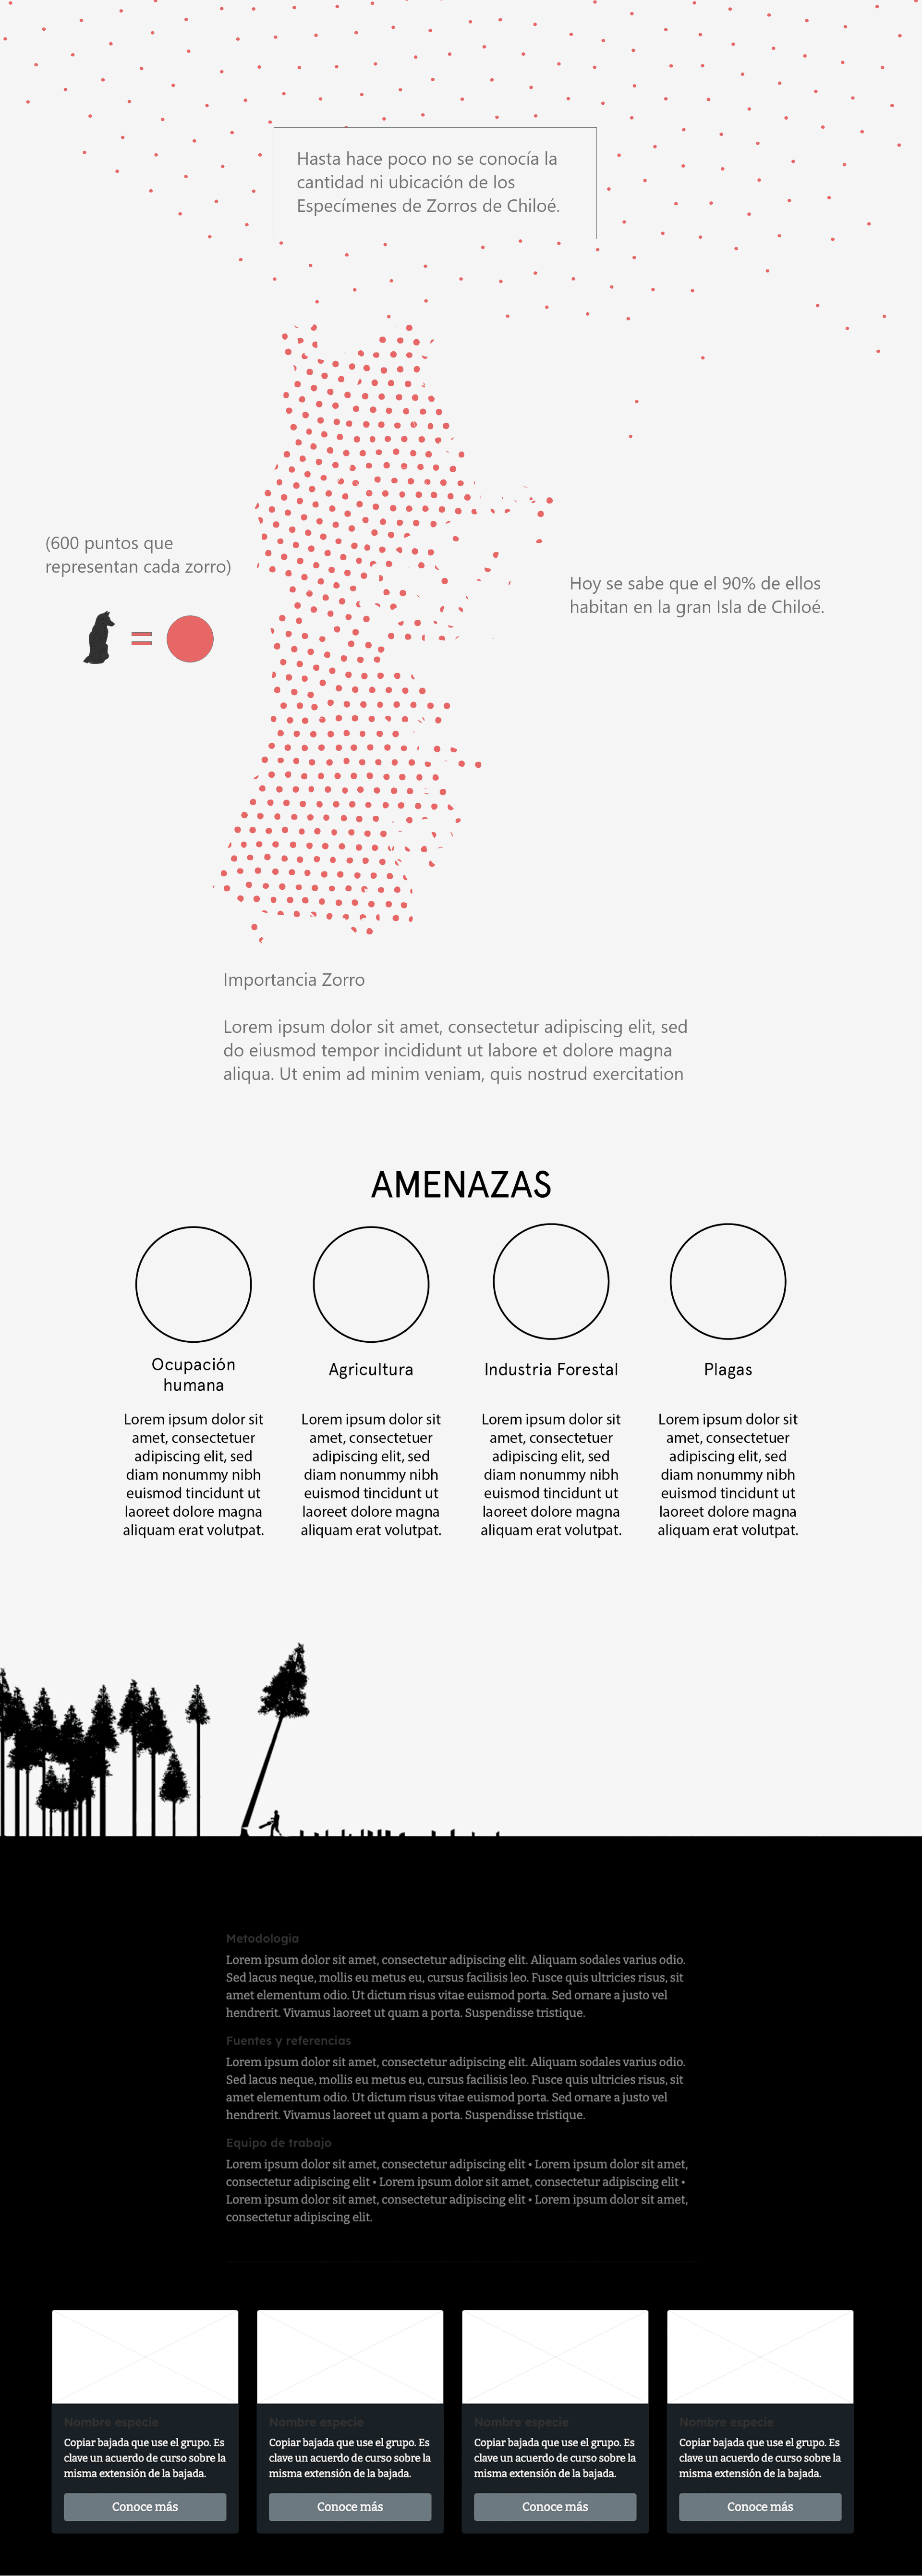 Hasta hace poco no se conocía la
cantidad ni ubicación de los
Especímenes de Zorros de Chiloé.
(600 puntos que
representan cada zorro)
Hoy se sabe que el 90% de ellos
habitan en la gran Isla de Chiloé.
Importancia Zorro
Lorem ipsum dolor sit amet, consectetur adipiscing elit, sed
do eiusmod tempor incididunt ut labore et dolore magna
aliqua. Ut enim ad minim veniam, quis nostrud exercitation
AMENAZAS
Ocupación
humana
Lorem ipsum dolor sit
amet, consectetuer
adipiscing elit, sed
diam nonummy nibh
euismod tincidunt ut
laoreet dolore magna
aliquam erat volutpat.
Agricultura
Lorem ipsum dolor sit
amet, consectetuer
adipiscing elit, sed
diam nonummy nibh
euismod tincidunt ut
laoreet dolore magna
aliquam erat volutpat.
Industria Forestal
Lorem ipsum dolor sit
amet, consectetuer
adipiscing elit, sed
diam nonummy nibh
euismod tincidunt ut
laoreet dolore magna
aliquam erat volutpat.
Plagas
Lorem ipsum dolor sit
amet, consectetuer
adipiscing elit, sed
diam nonummy nibh
euismod tincidunt ut
laoreet dolore magna
aliquam erat volutpat.
Metodología
Lorem ipsum dolor sit amet, consectetur adipiscing elit. Aliquam sodales varius odio.
Sed lacus neque, mollis eu metus eu, cursus facilisis leo. Fusce quis ultricies risus, sit
amet elementum odio. Ut dictum risus vitae euismod porta. Sed ornare a justo vel
hendrerit. Vivamus laoreet ut quam a porta. Suspendisse tristique.
Fuentes y referencias
Lorem ipsum dolor sit amet, consectetur adipiscing elit. Aliquam sodales varius odio.
Sed lacus neque, mollis eu metus eu, cursus facilisis leo. Fusce quis ultricies risus, sit
amet elementum odio. Ut dictum risus vitae euismod porta. Sed ornare a justo vel
hendrerit. Vivamus laoreet ut quam a porta. Suspendisse tristique.
Equipo de trabajo
Lorem ipsum dolor sit amet, consectetur adipiscing elit • Lorem ipsum dolor sit amet,
consectetur adipiscing elit • Lorem ipsum dolor sit amet, consectetur adipiscing elit •
Lorem ipsum dolor sit amet, consectetur adipiscing elit • Lorem ipsum dolor sit amet,
consectetur adipiscing elit.
Nombre especie
Copiar bajada que use el grupo. Es
clave un acuerdo de curso sobre la
misma extensión de la bajada.
Conoce más
Nombre especie
Copiar bajada que use el grupo. Es
clave un acuerdo de curso sobre la
misma extensión de la bajada.
Conoce más
Nombre especie
Copiar bajada que use el grupo. Es
clave un acuerdo de curso sobre la
misma extensión de la bajada.
Conoce más
Nombre especie
Copiar bajada que use el grupo. Es
clave un acuerdo de curso sobre la
misma extensión de la bajada.
Conoce más